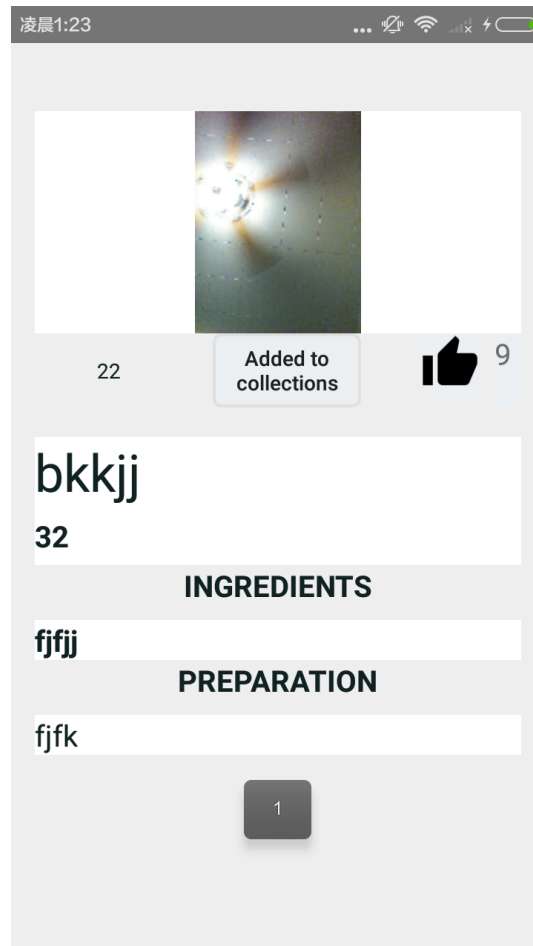 凌晨1:23
22
Added to
collections
9
bkkjj
32
INGREDIENTS
fjfjj
PREPARATION
fjfk
1